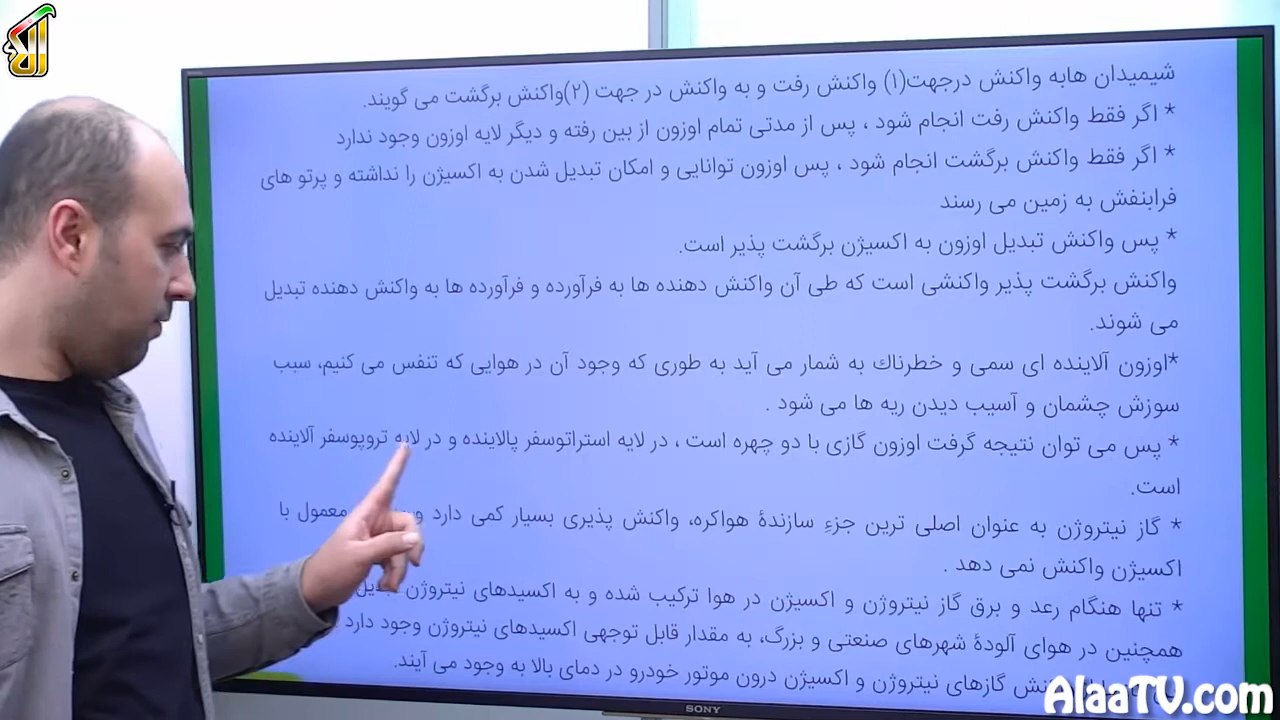 آلاء
شیمیدان هابه واکنش درجهت(۱) واکنش رفت و به واکنش در جهت (۲)واکنش برگشت می گویند.
* اگر فقط واکنش رفت انجام شود ، پس از مدتی تمام اوزون از بین رفته و دیگر لایه اوزون وجود ندارد
* اگر فقط واکنش برگشت انجام شود ، پس اوزون توانایی و امکان تبدیل شدن به اکسیژن را نداشته و پرتو های
فرابنفش به زمین می رسند
* پس واکنش تبدیل اوزون به اکسیژن برگشت پذیر است.
واکنش برگشت پذیر واکنشی است که طی آن واکنش دهنده ها به فرآورده و فرآورده ها به واکنش دهنده تبدیل
می شوند.
*اوزون آلاینده ای سمی و خطرناك به شمار می آید به طوری که وجود آن در هوایی که تنفس می کنیم، سبب
سوزش چشمان و آسیب دیدن ریه ها می شود .
* پس می توان نتیجه گرفت اوزون گازی با دو چهره است ، در لایه استراتوسفر پالاینده و در لایه تروپوسفر آلاینده
است.
* گاز نیتروژن به عنوان اصلی ترین جزءِ سازندۀ هواکره، واکنش پذیری بسیار کمی دارد معمول با
اکسیژن واکنش نمی دهد .
* تنها هنگام رعد و برق گاز نیتروژن و اکسیژن در هوا ترکیب شده و به اکسیدهای نیتروژن
همچنین در هوای آلودۀ شهرهای صنعتی و بزرگ، به مقدار قابل توجهی اکسیدهای نیتروژن وجود دارد
گازهای نیتروژن و اکسیژن درون موتور خودرو در دمای بالا به وجود می آیند.
SONY
AlaaTV.com